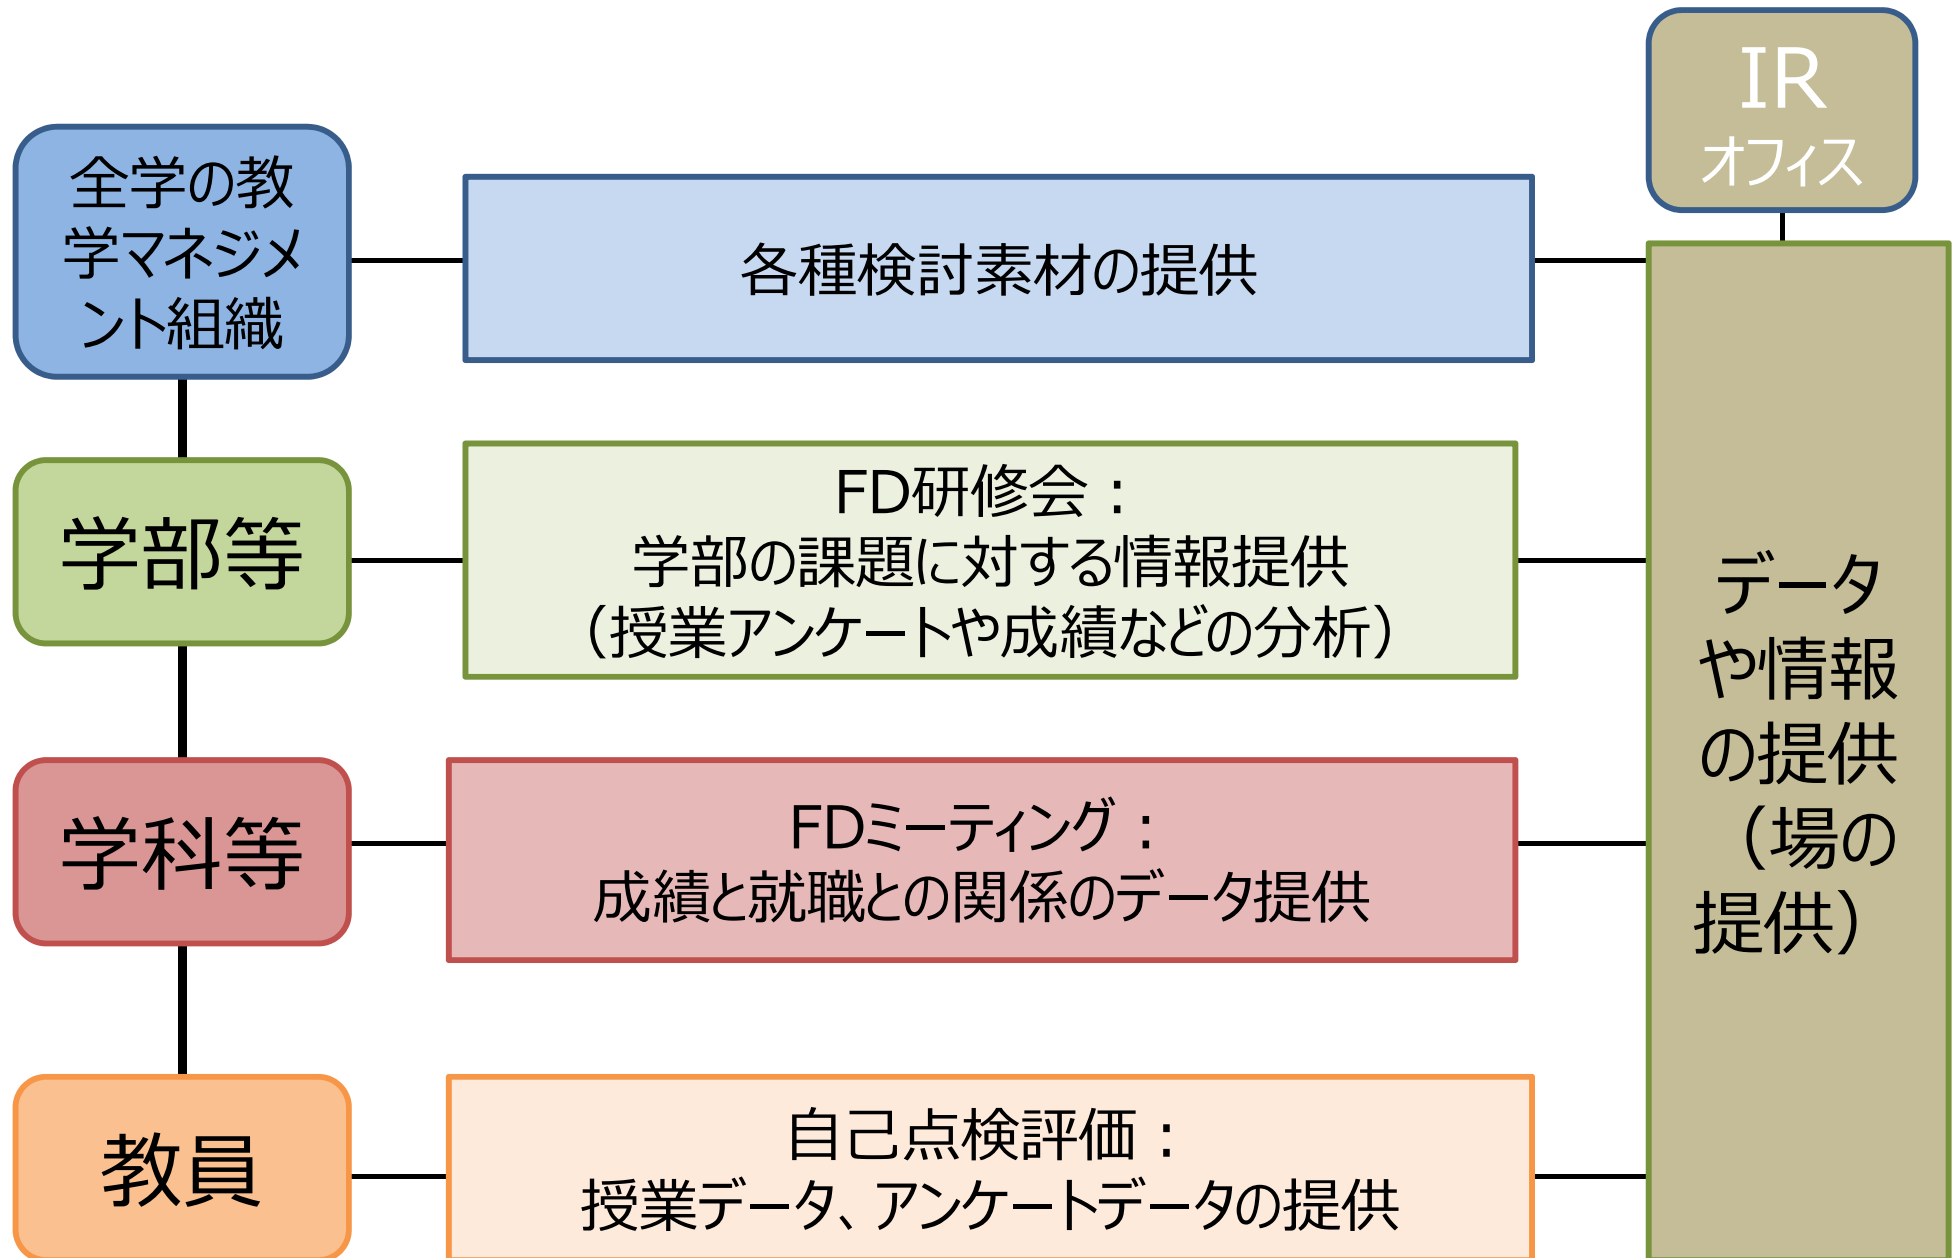 IR
オフィス
全学の教
学マネジメ
ント組織
各種検討素材の提供
学部等
FD研修会：
学部の課題に対する情報提供
（授業アンケートや成績などの分析）
学科等
FDミーティング：
成績と就職との関係のデータ提供
教員
自己点検評価：
授業データ、アンケートデータの提供
データ
や情報
の提供
（場の
提供）